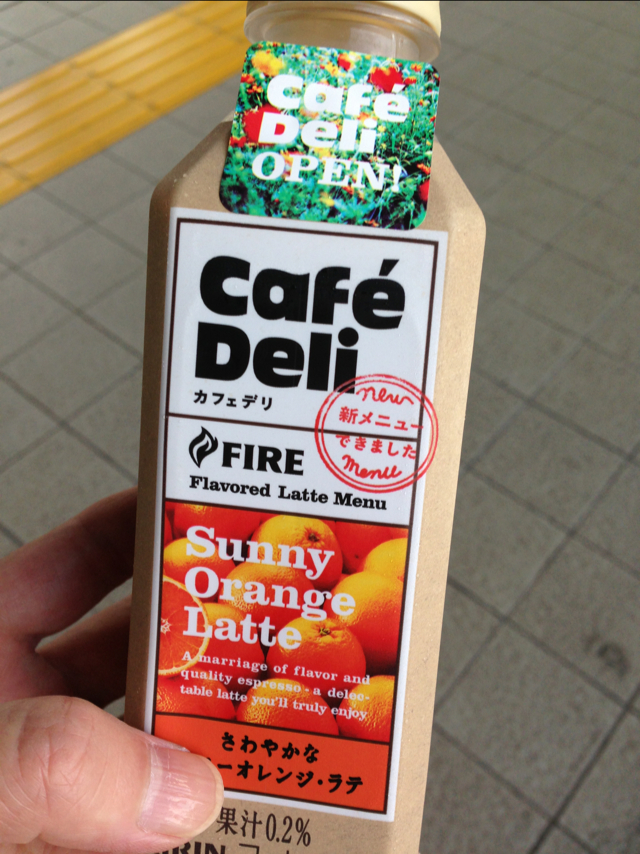 Café
Deli
OPEN!
Café
Deli
カフェデリ
new
新メニュー
できました
Menu
FIRE
Flavored Latte Menu
Sunny
Orange
Latte
A marriage of flavor and
quality espresso - a delec-
table latte you'll truly enjoy
さわやかな
ーオレンジ・ラテ
果汁0.2%